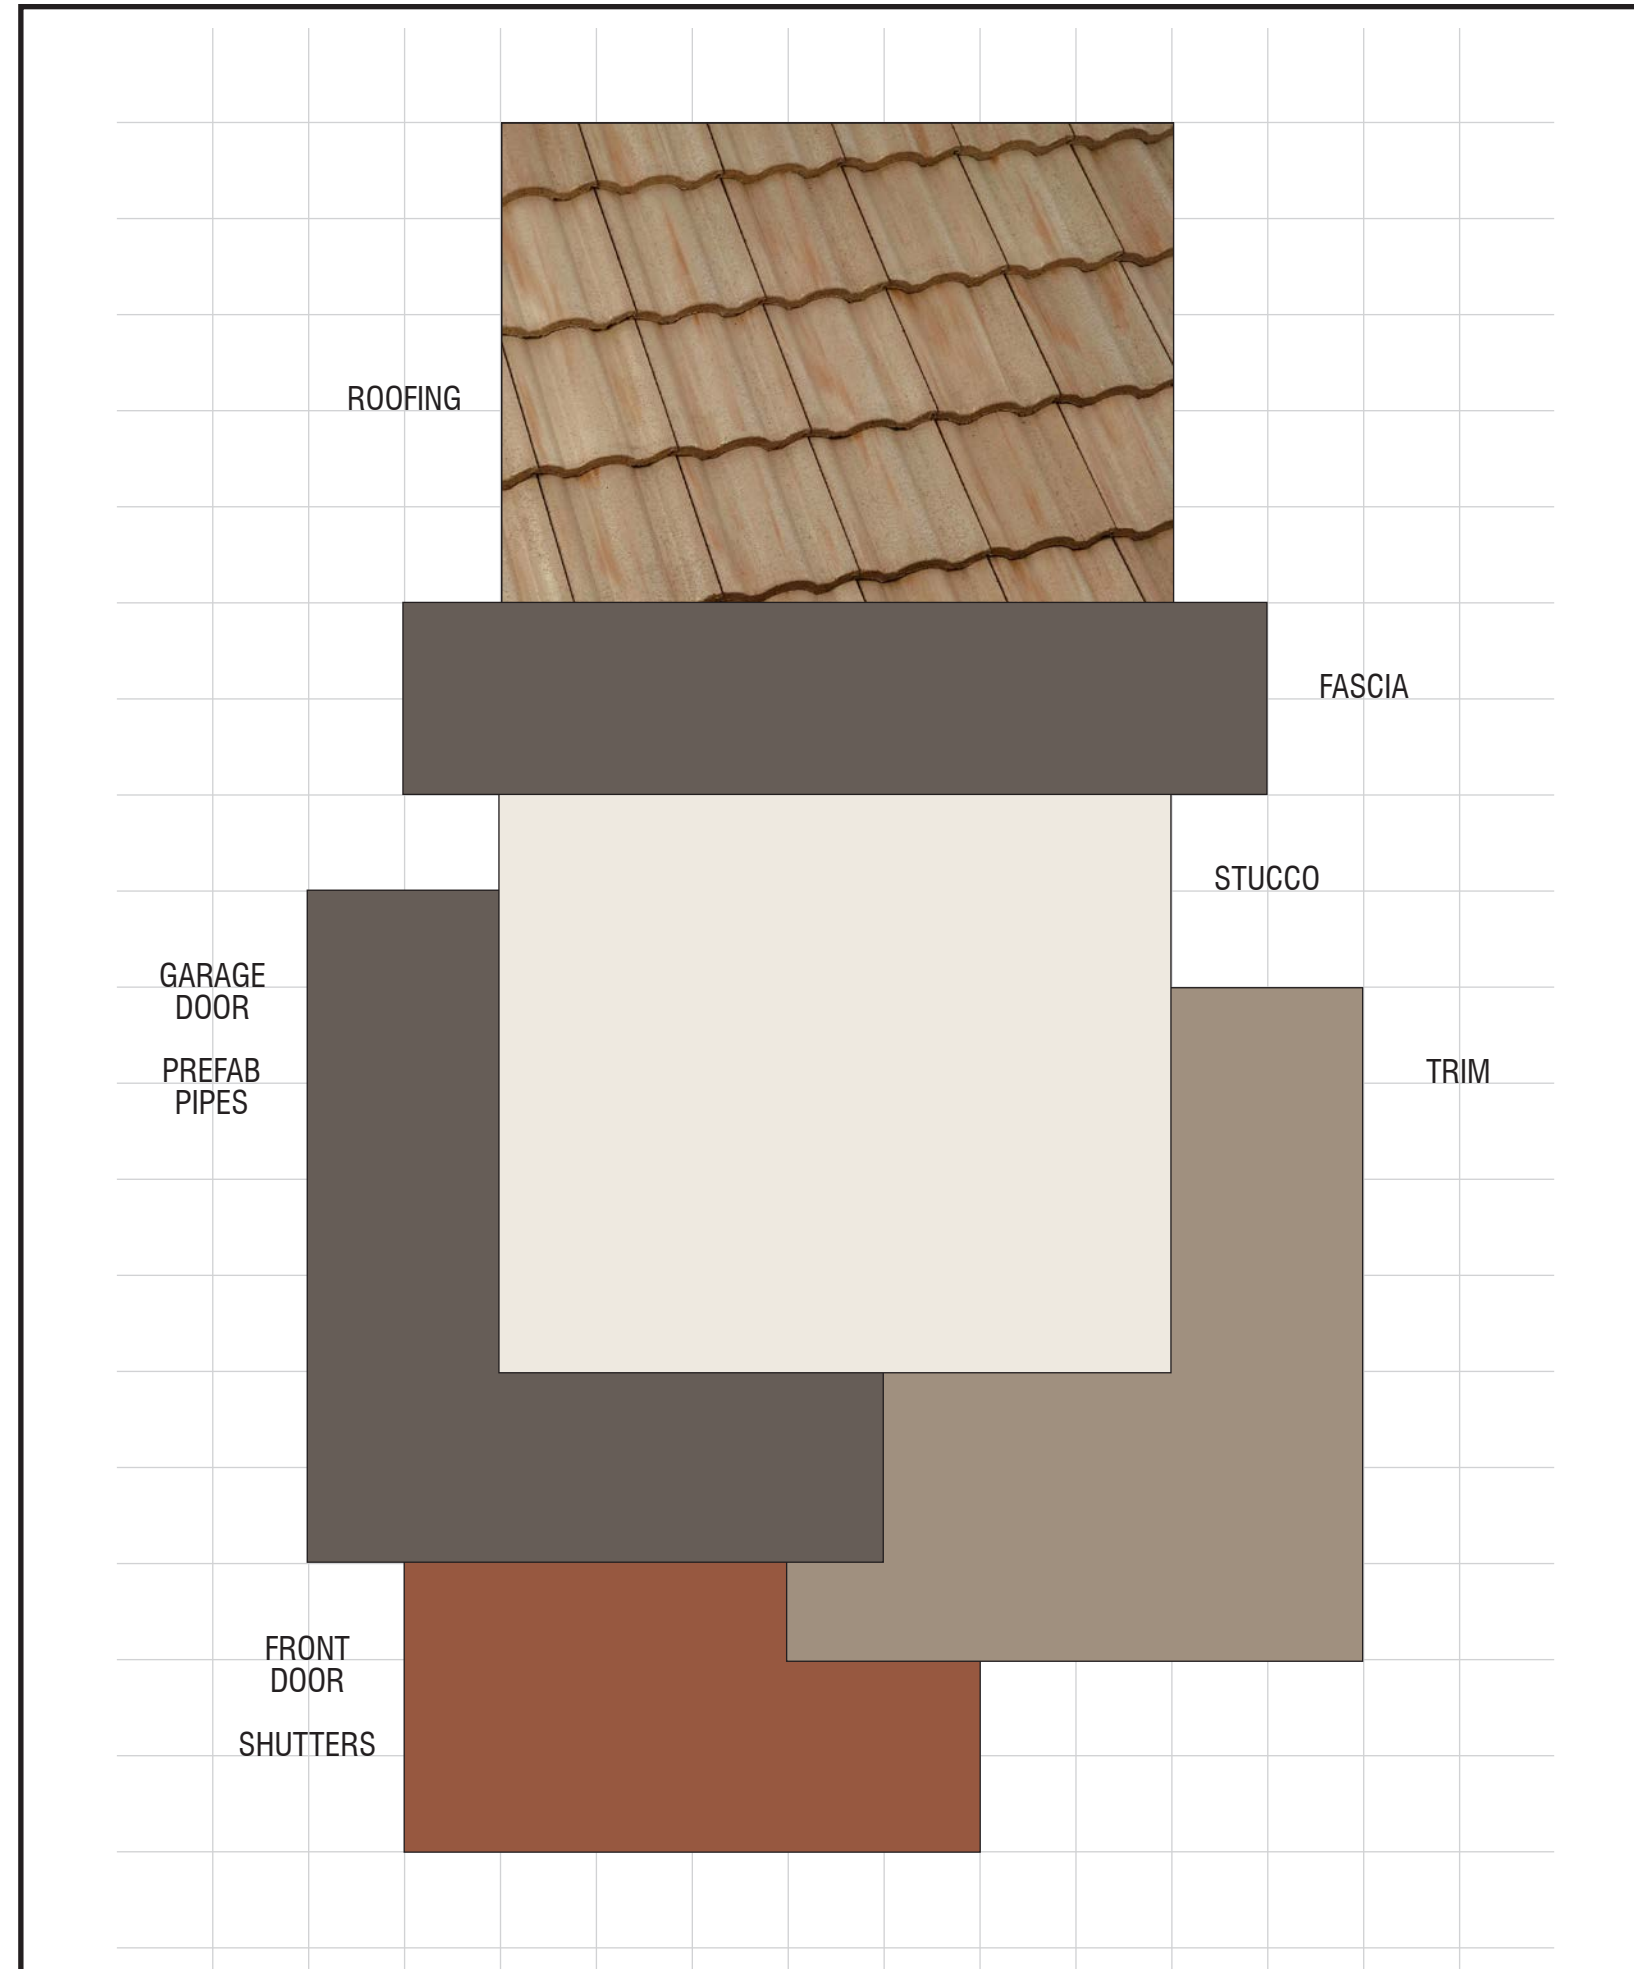 ROOFING
FASCIA
STUCCO
GARAGE
DOOR
PREFAB
PIPES
TRIM
FRONT
DOOR
SHUTTERS